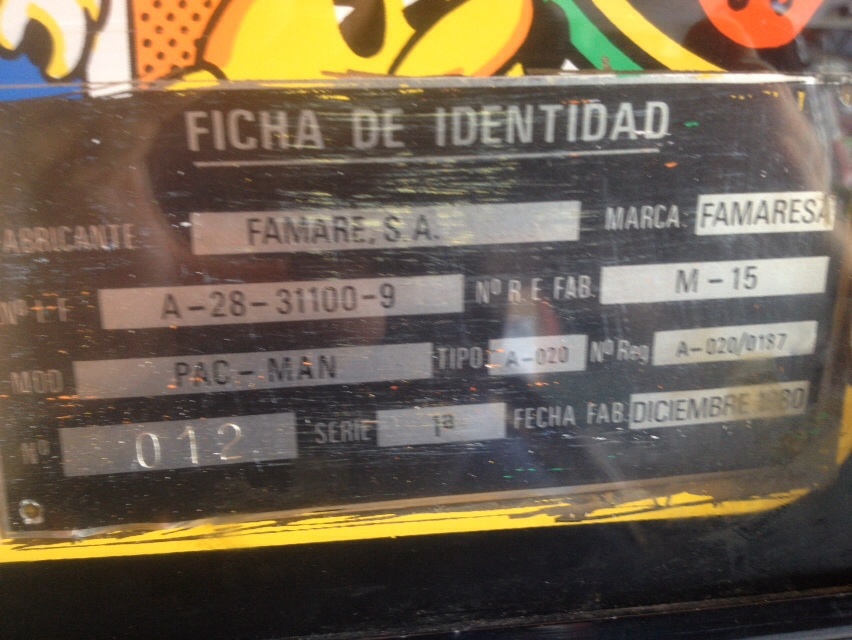 FICHA DE IDENTIDAD
FABRICANTE FAMARE, S.A. MARCA FAMARESA
Nº I F A-28-31100-9 Nº R.E. FAB. M-15
MOD PAC-MAN TIPO A-020 Nº Reg A-020/0187
Nº 012 SERIE 1ª FECHA FAB. DICIEMBRE 1980